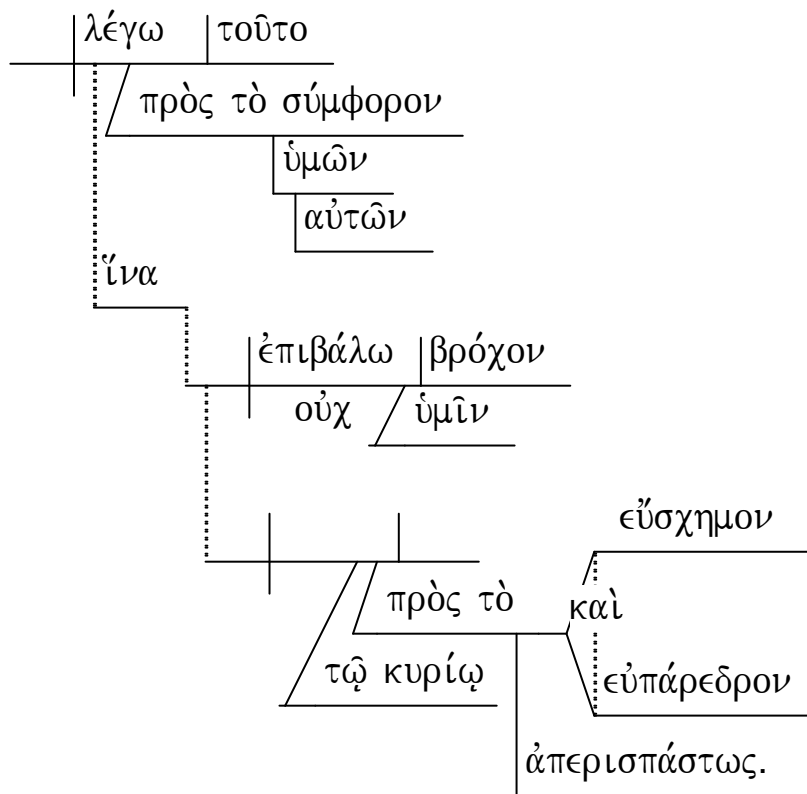 λέγω τοῦτο
πρὸς τὸ σύμφορον
ὑμῶν
αὐτῶν
ἵνα
ἐπιβάλω βρόχον
οὐχ ὑμῖν
εὔσχημον
πρὸς τὸ καὶ
τῷ κυρίῳ εὐπάρεδρον
ἀπερισπάστως.